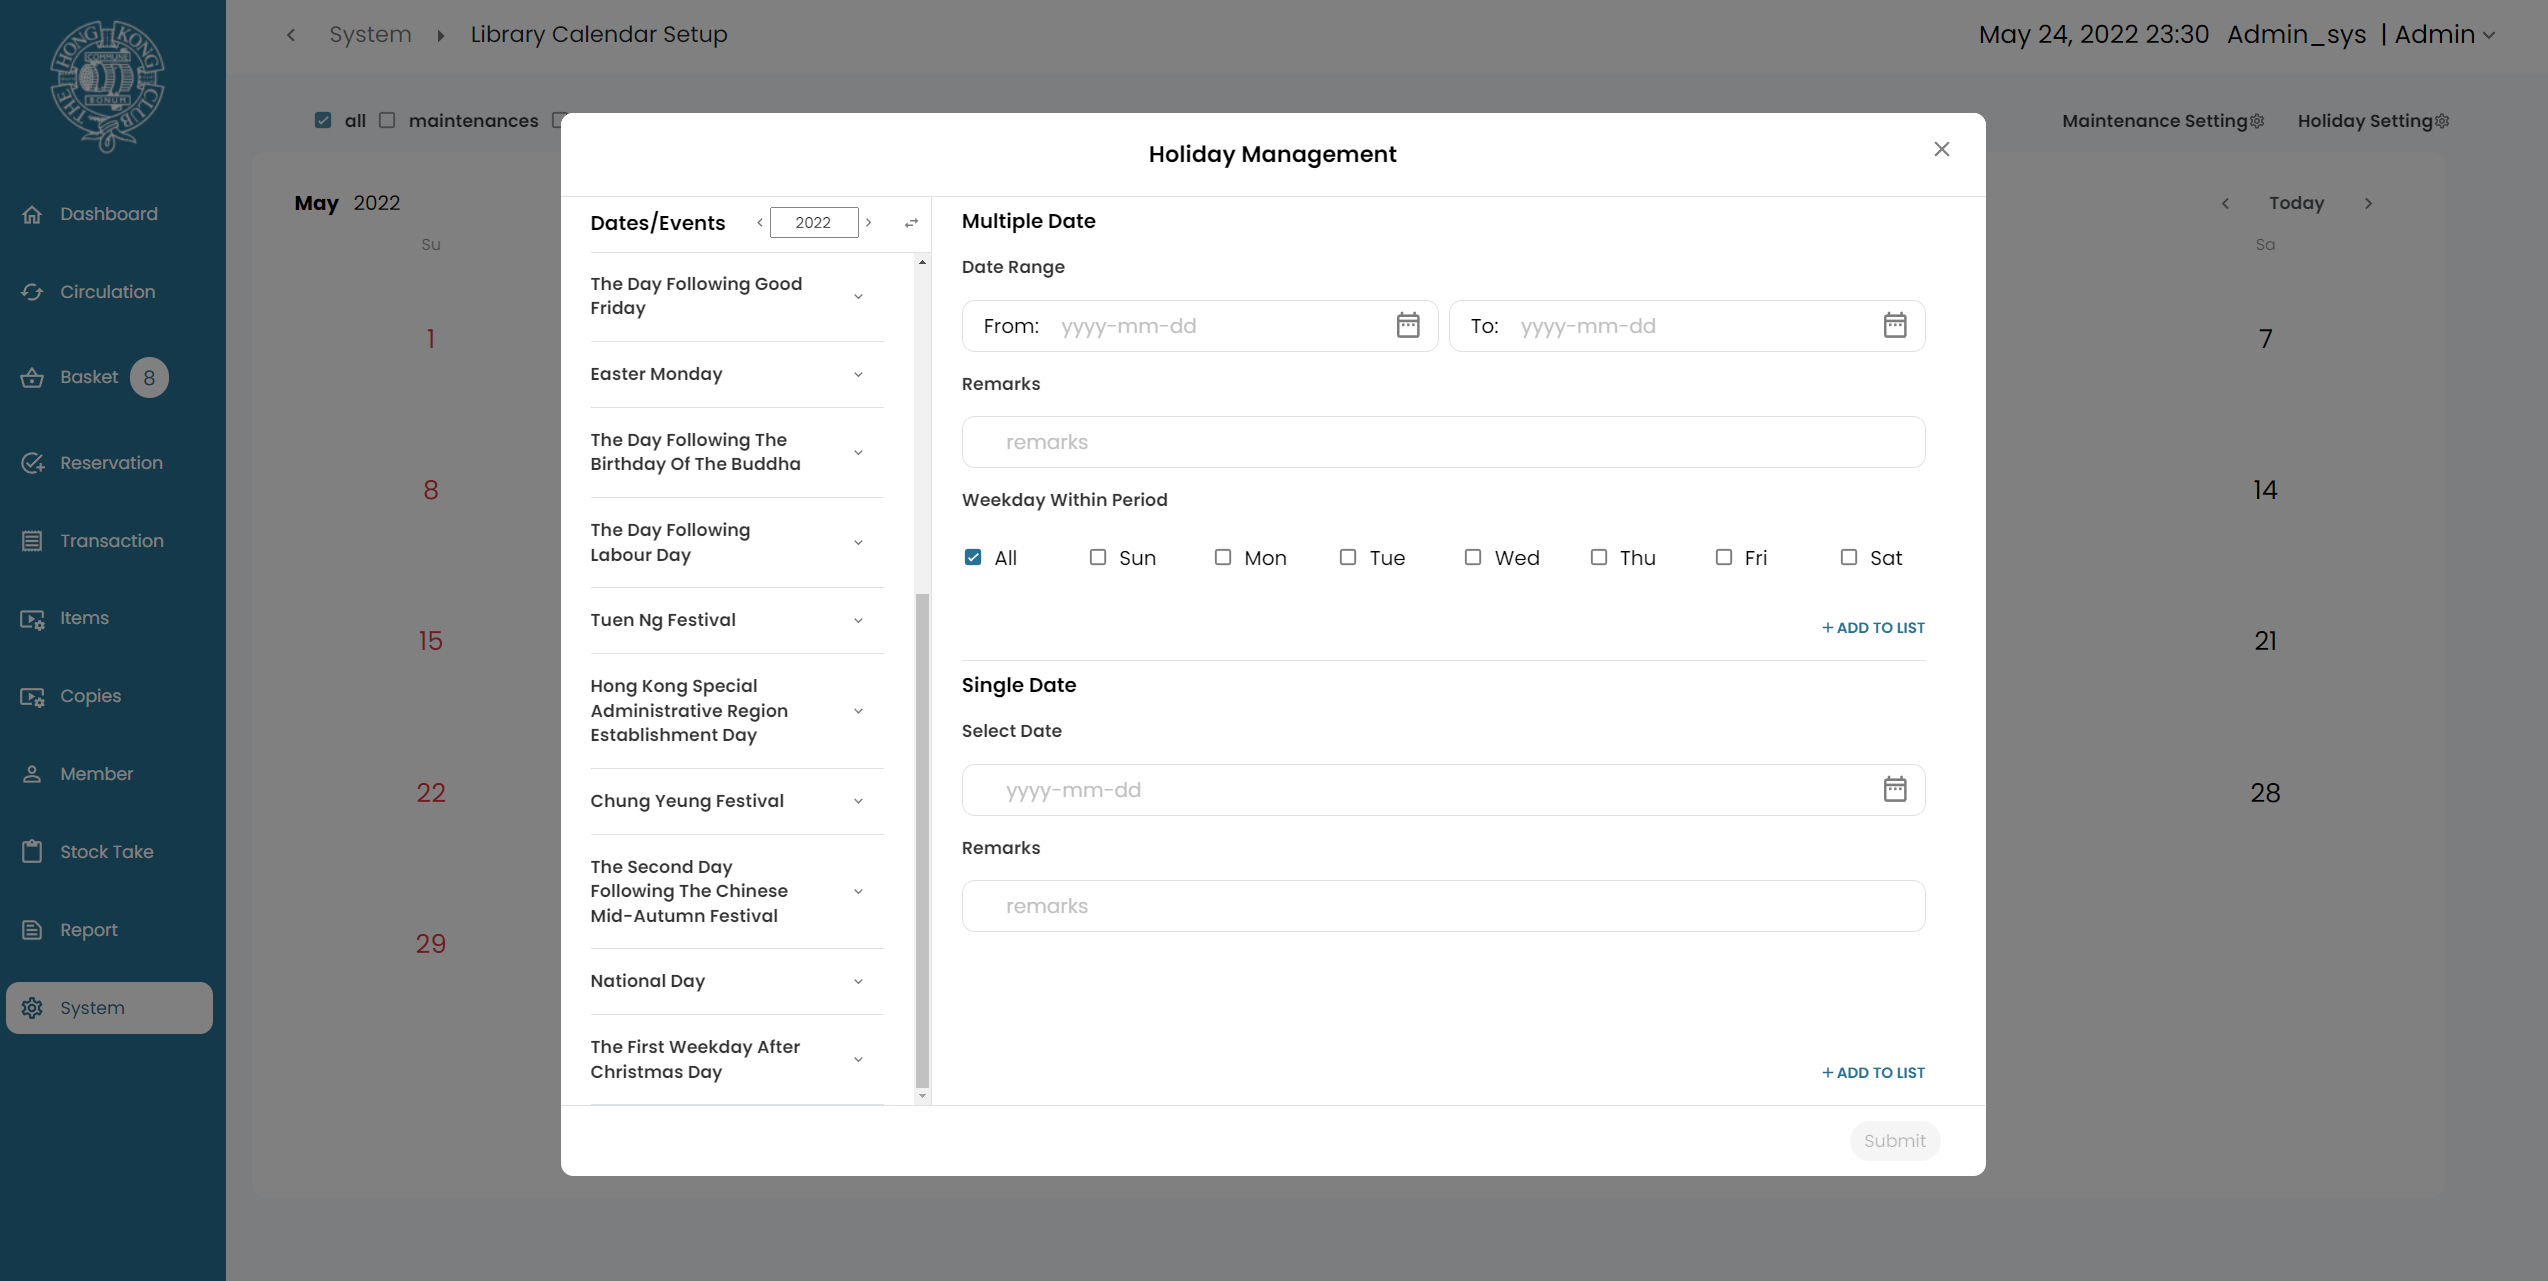 THE HONG KONG CLUB
COMMUNE
BONUM
Dashboard
Circulation
Basket 8
Reservation
Transaction
Items
Copies
Member
Stock Take
Report
System
System Library Calendar Setup
May 24, 2022 23:30 Admin_sys | Admin
all maintenances
Maintenance Setting Holiday Setting
May 2022
Today
Su
Sa
1
7
8
14
15
21
22
28
29
Holiday Management
Dates/Events 2022
The Day Following Good
Friday
Easter Monday
The Day Following The
Birthday Of The Buddha
The Day Following
Labour Day
Tuen Ng Festival
Hong Kong Special
Administrative Region
Establishment Day
Chung Yeung Festival
The Second Day
Following The Chinese
Mid-Autumn Festival
National Day
The First Weekday After
Christmas Day
Multiple Date
Date Range
From: yyyy-mm-dd To: yyyy-mm-dd
Remarks
remarks
Weekday Within Period
All Sun Mon Tue Wed Thu Fri Sat
+ ADD TO LIST
Single Date
Select Date
yyyy-mm-dd
Remarks
remarks
+ ADD TO LIST
Submit